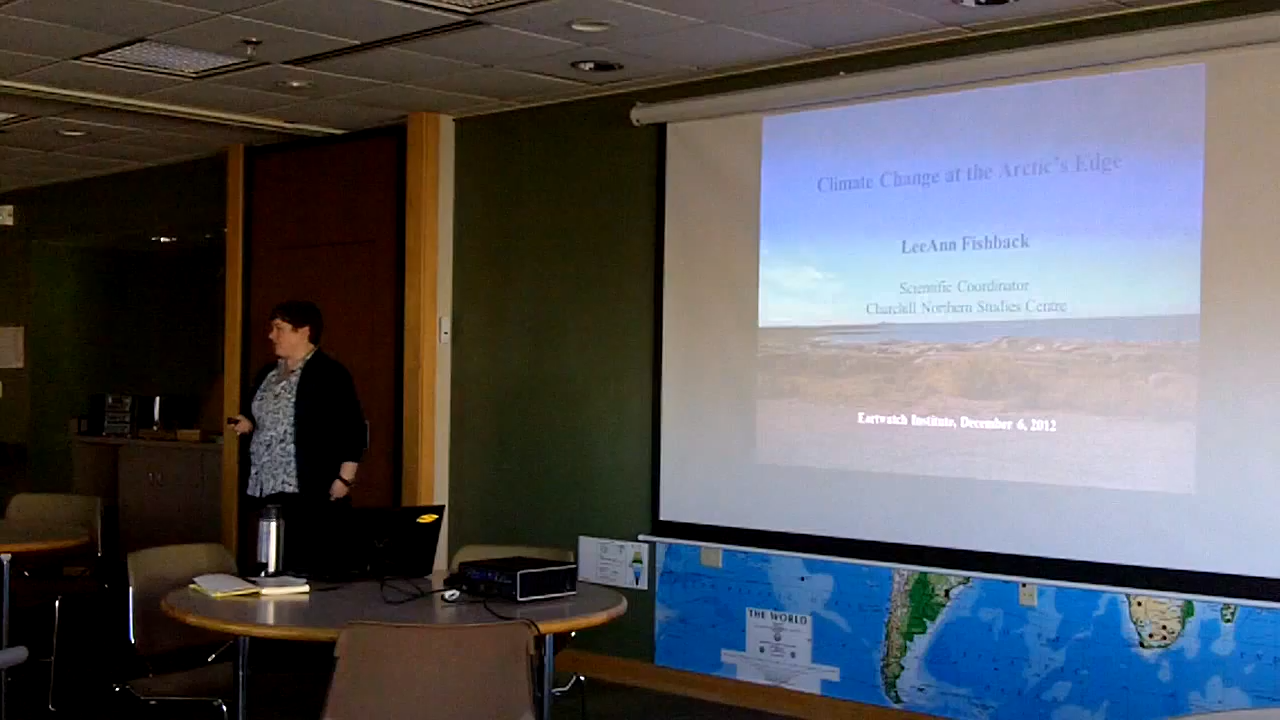 Climate Change at the Arctic's Edge
LeeAnn Fishback
Scientific Coordinator
Churchill Northern Studies Centre
Eartwatch Institute, December 6, 2012
THE WORLD